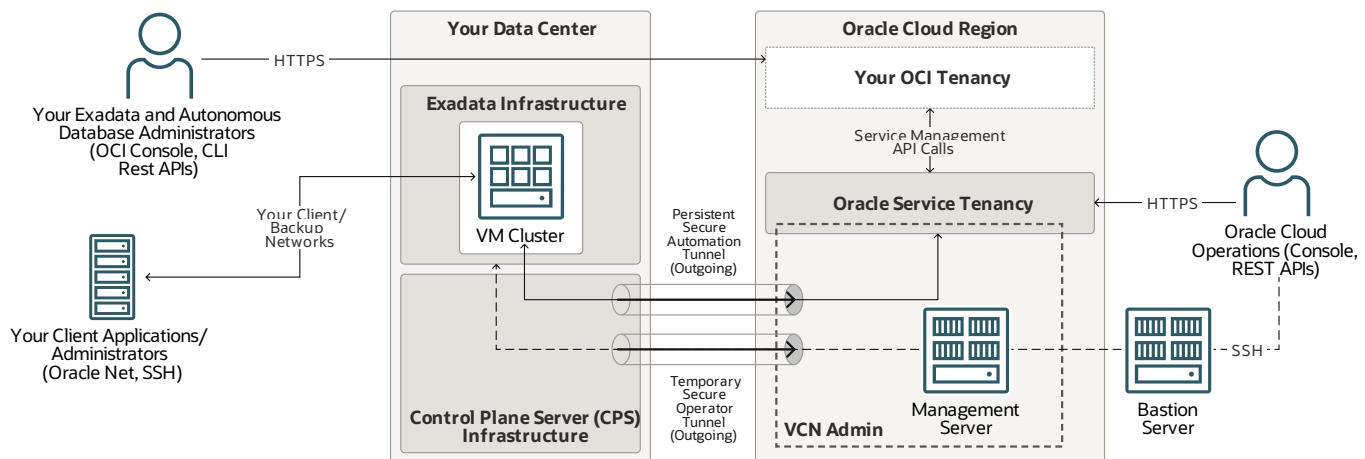 Your Data Center
Oracle Cloud Region
HTTPS
Your OCI Tenancy
Your Exadata and Autonomous
Database Administrators
(OCI Console, CLI
Rest APIs)
Exadata Infrastructure
VM Cluster
Service Management
API Calls
Oracle Service Tenancy
HTTPS
Oracle Cloud
Operations (Console,
REST APIs)
Your Client/
Backup
Networks
Persistent
Secure
Automation
Tunnel
(Outgoing)
Your Client Applications/
Administrators
(Oracle Net, SSH)
SSH
Temporary
Secure
Operator
Tunnel
(Outgoing)
Control Plane Server (CPS)
Infrastructure
VCN Admin
Management
Server
Bastion
Server